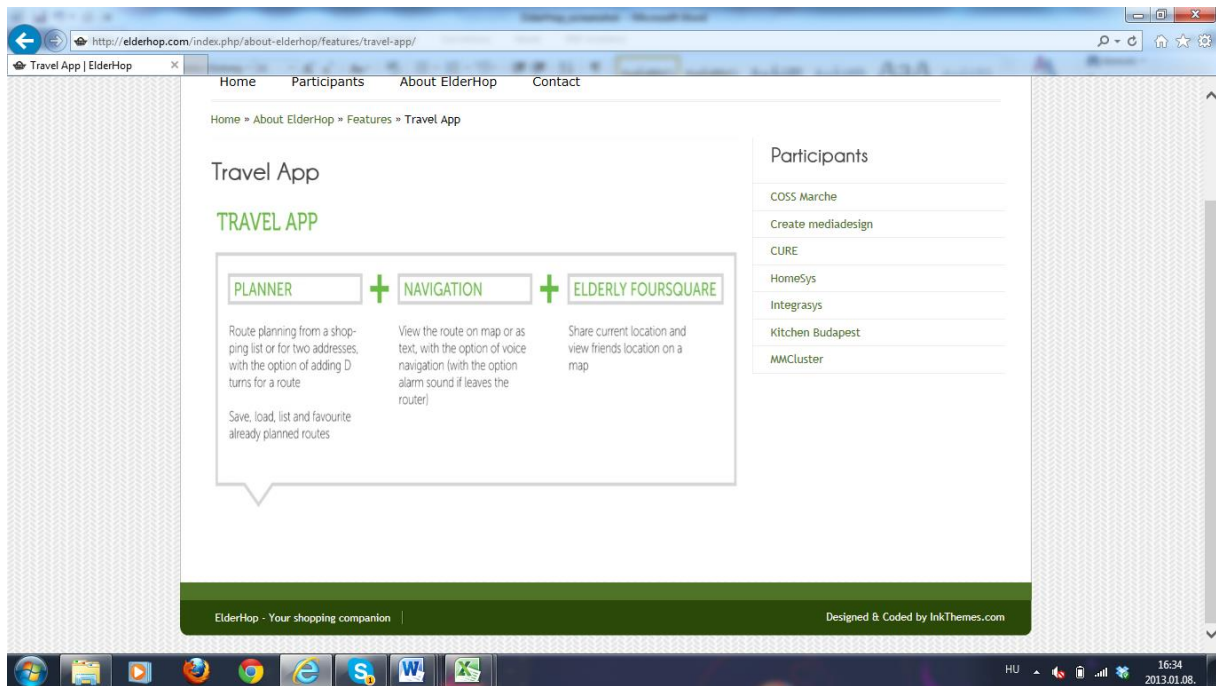 http://elderhop.com/index.php/about-elderhop/features/travel-app/
Travel App | ElderHop
Home Participants About ElderHop Contact
Home » About ElderHop » Features » Travel App
Travel App
TRAVEL APP
PLANNER + NAVIGATION + ELDERLY FOURSQUARE
Route planning from a shop-
ping list or for two addresses,
with the option of adding D
turns for a route
Save, load, list and favourite
already planned routes
View the route on map or as
text, with the option of voice
navigation (with the option
alarm sound if leaves the
router)
Share current location and
view friends location on a
map
Participants
COSS Marche
Create mediadesign
CURE
HomeSys
Integrasys
Kitchen Budapest
MMCluster
ElderHop - Your shopping companion
Designed & Coded by InkThemes.com
HU
16:34
2013.01.08.